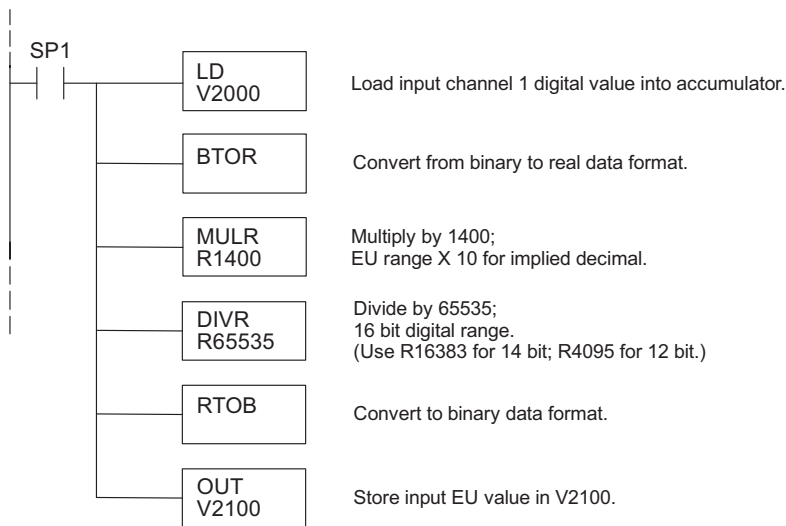 SP1
LD
V2000
Load input channel 1 digital value into accumulator.
BTOR
Convert from binary to real data format.
MULR
R1400
Multiply by 1400;
EU range X 10 for implied decimal.
DIVR
R65535
Divide by 65535;
16 bit digital range.
(Use R16383 for 14 bit; R4095 for 12 bit.)
RTOB
Convert to binary data format.
OUT
V2100
Store input EU value in V2100.